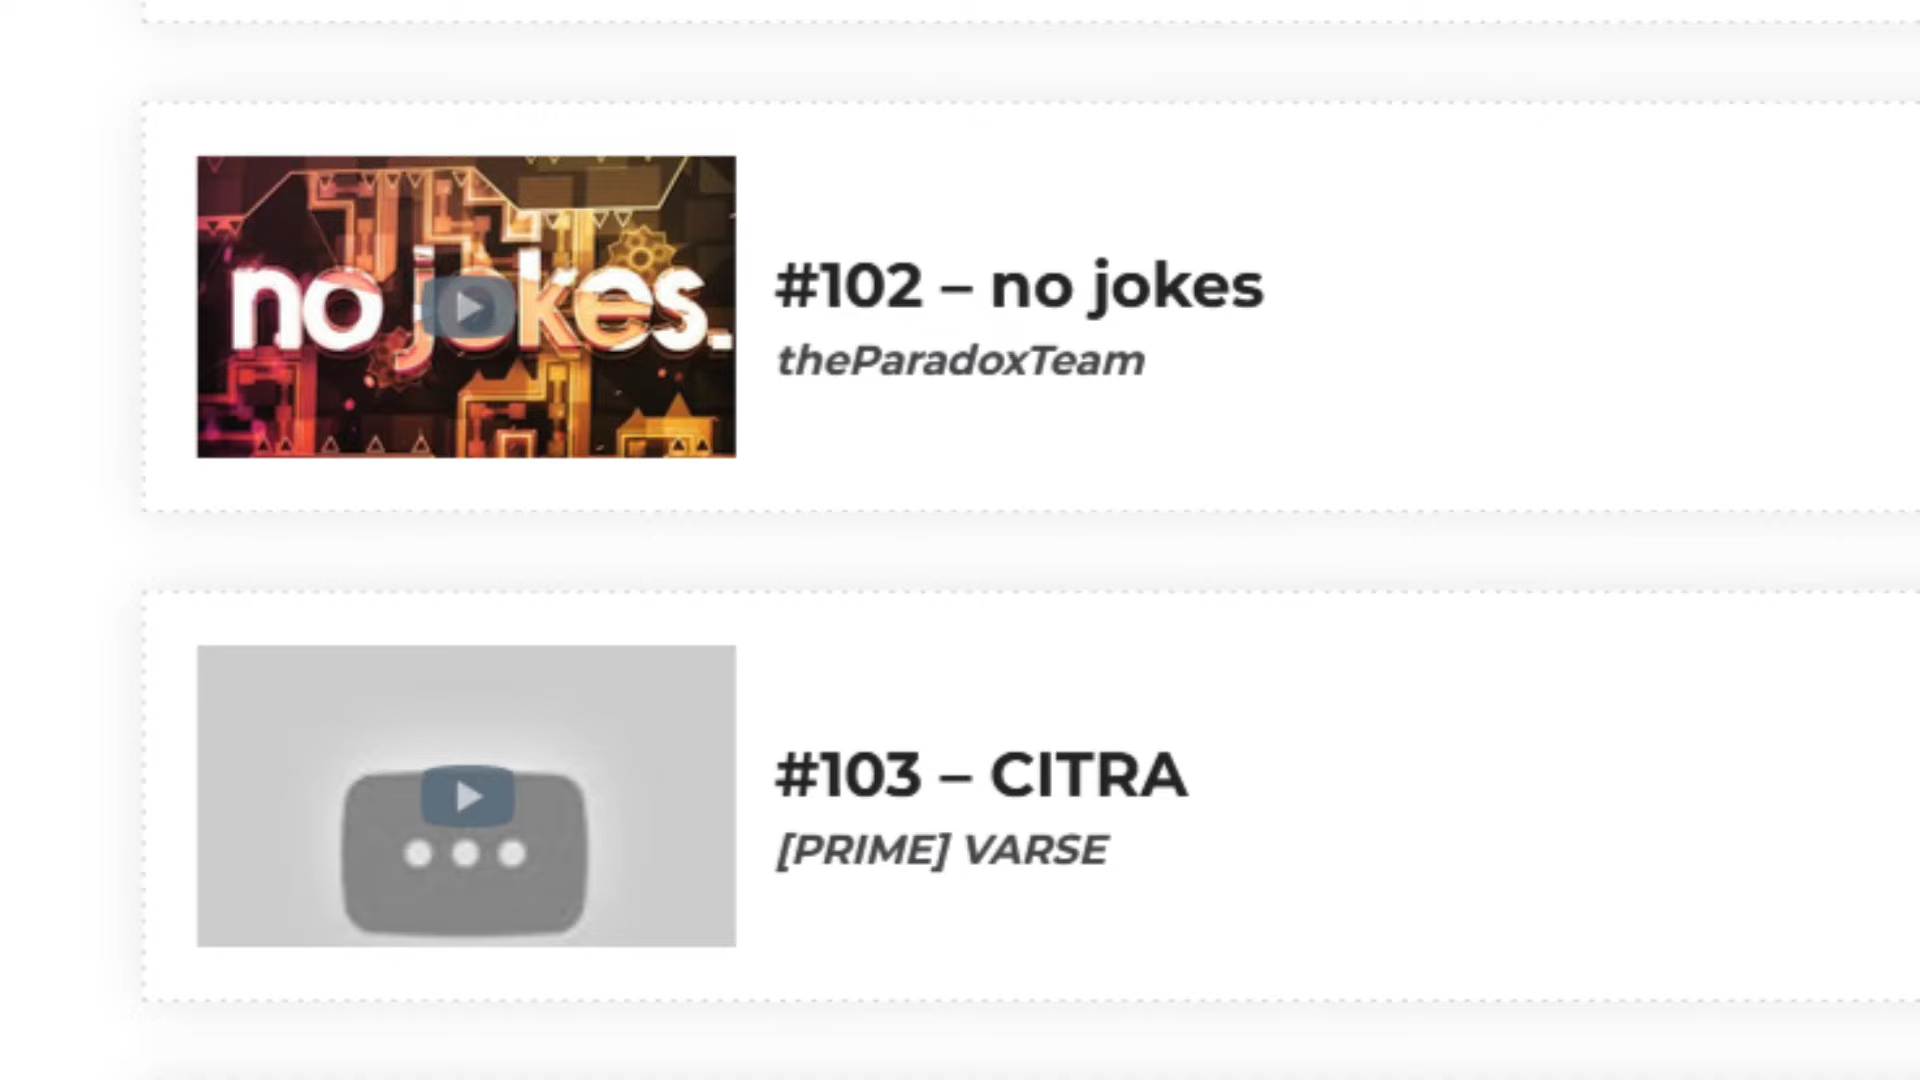 no jokes.
#102 – no jokes
theParadoxTeam
#103 – CITRA
[PRIME] VARSE